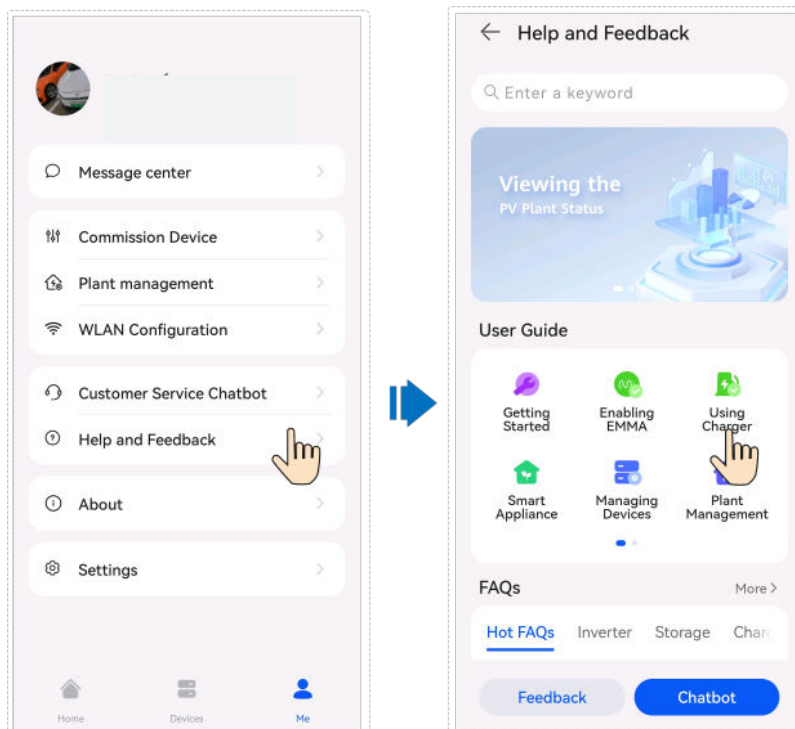 Message center
Commission Device
Plant management
WLAN Configuration
Customer Service Chatbot
Help and Feedback
About
Settings
Home
Devices
Me
Help and Feedback
Enter a keyword
Viewing the
PV Plant Status
User Guide
Getting
Started
Enabling
EMMA
Using
Charger
Smart
Appliance
Managing
Devices
Plant
Management
FAQs
More >
Hot FAQs
Inverter
Storage
Feedback
Chatbot